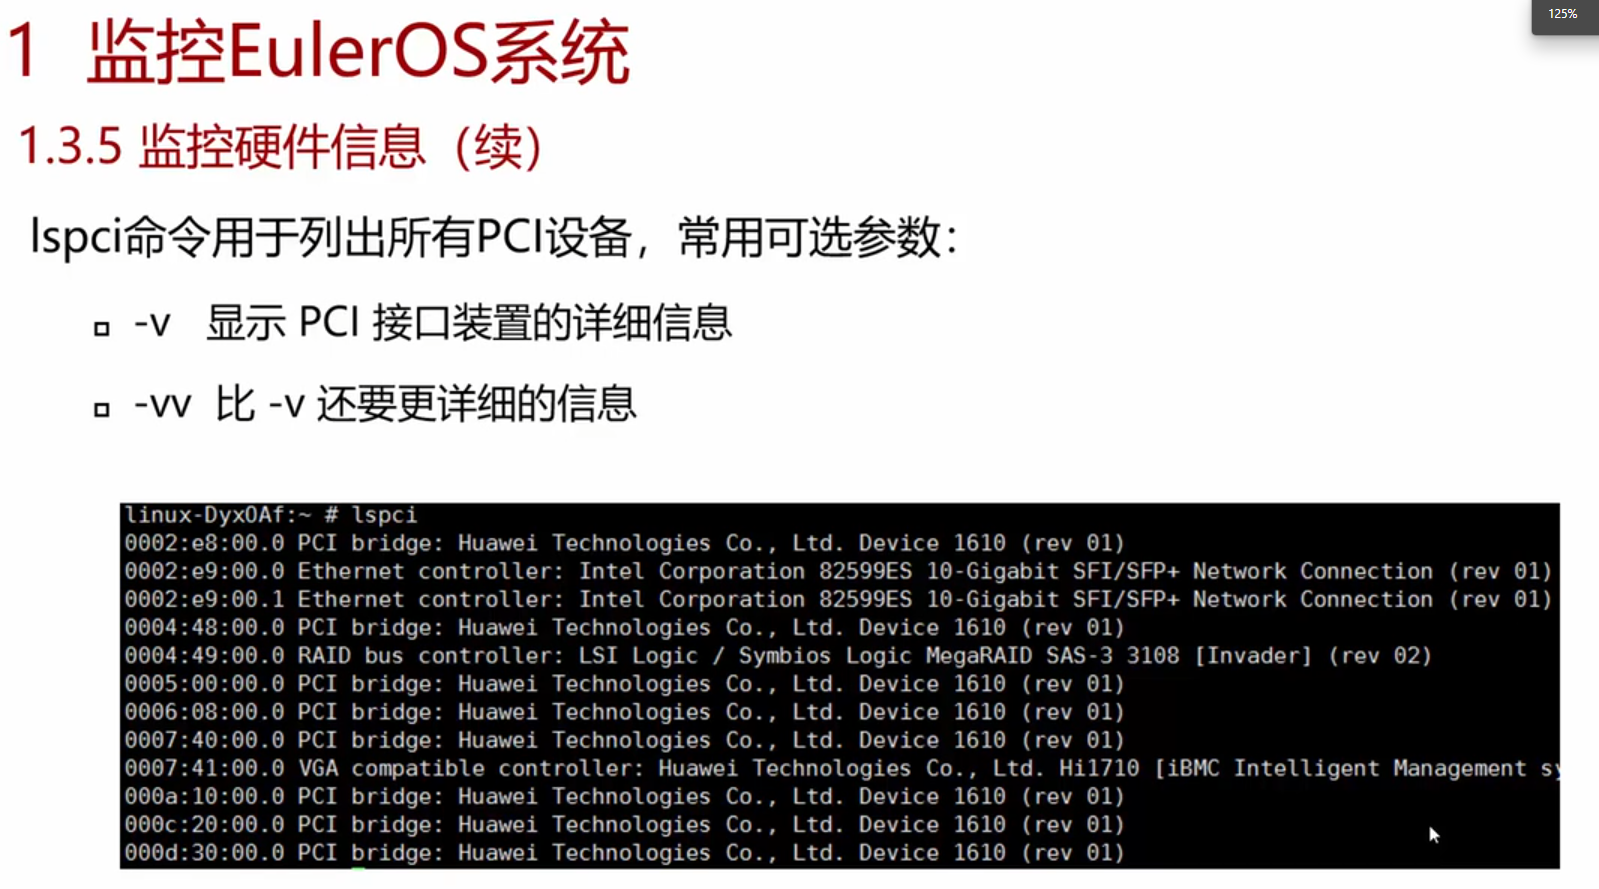 125%
1 监控EulerOS系统
1.3.5 监控硬件信息（续）
lspci命令用于列出所有PCI设备，常用可选参数：
-v 显示 PCI 接口装置的详细信息
-vv 比 -v 还要更详细的信息
linux-DyxOAf:~ # lspci
0002:e8:00.0 PCI bridge: Huawei Technologies Co., Ltd. Device 1610 (rev 01)
0002:e9:00.0 Ethernet controller: Intel Corporation 82599ES 10-Gigabit SFI/SFP+ Network Connection (rev 01)
0002:e9:00.1 Ethernet controller: Intel Corporation 82599ES 10-Gigabit SFI/SFP+ Network Connection (rev 01)
0004:48:00.0 PCI bridge: Huawei Technologies Co., Ltd. Device 1610 (rev 01)
0004:49:00.0 RAID bus controller: LSI Logic / Symbios Logic MegaRAID SAS-3 3108 [Invader] (rev 02)
0005:00:00.0 PCI bridge: Huawei Technologies Co., Ltd. Device 1610 (rev 01)
0006:08:00.0 PCI bridge: Huawei Technologies Co., Ltd. Device 1610 (rev 01)
0007:40:00.0 PCI bridge: Huawei Technologies Co., Ltd. Device 1610 (rev 01)
0007:41:00.0 VGA compatible controller: Huawei Technologies Co., Ltd. Hi1710 [iBMC Intelligent Management sy
000a:10:00.0 PCI bridge: Huawei Technologies Co., Ltd. Device 1610 (rev 01)
000c:20:00.0 PCI bridge: Huawei Technologies Co., Ltd. Device 1610 (rev 01)
000d:30:00.0 PCI bridge: Huawei Technologies Co., Ltd. Device 1610 (rev 01)